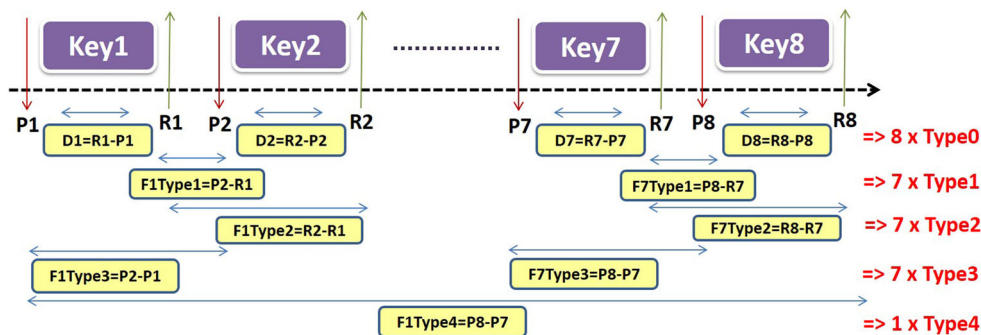 Key1 Key2 Key7 Key8
P1 R1 P2 R2 P7 R7 P8 R8
D1=R1-P1 D2=R2-P2 D7=R7-P7 D8=R8-P8 => 8 x Type0
F1Type1=P2-R1 F7Type1=P8-R7 => 7 x Type1
F1Type2=R2-R1 F7Type2=R8-R7 => 7 x Type2
F1Type3=P2-P1 F7Type3=P8-P7 => 7 x Type3
F1Type4=P8-P7 => 1 x Type4